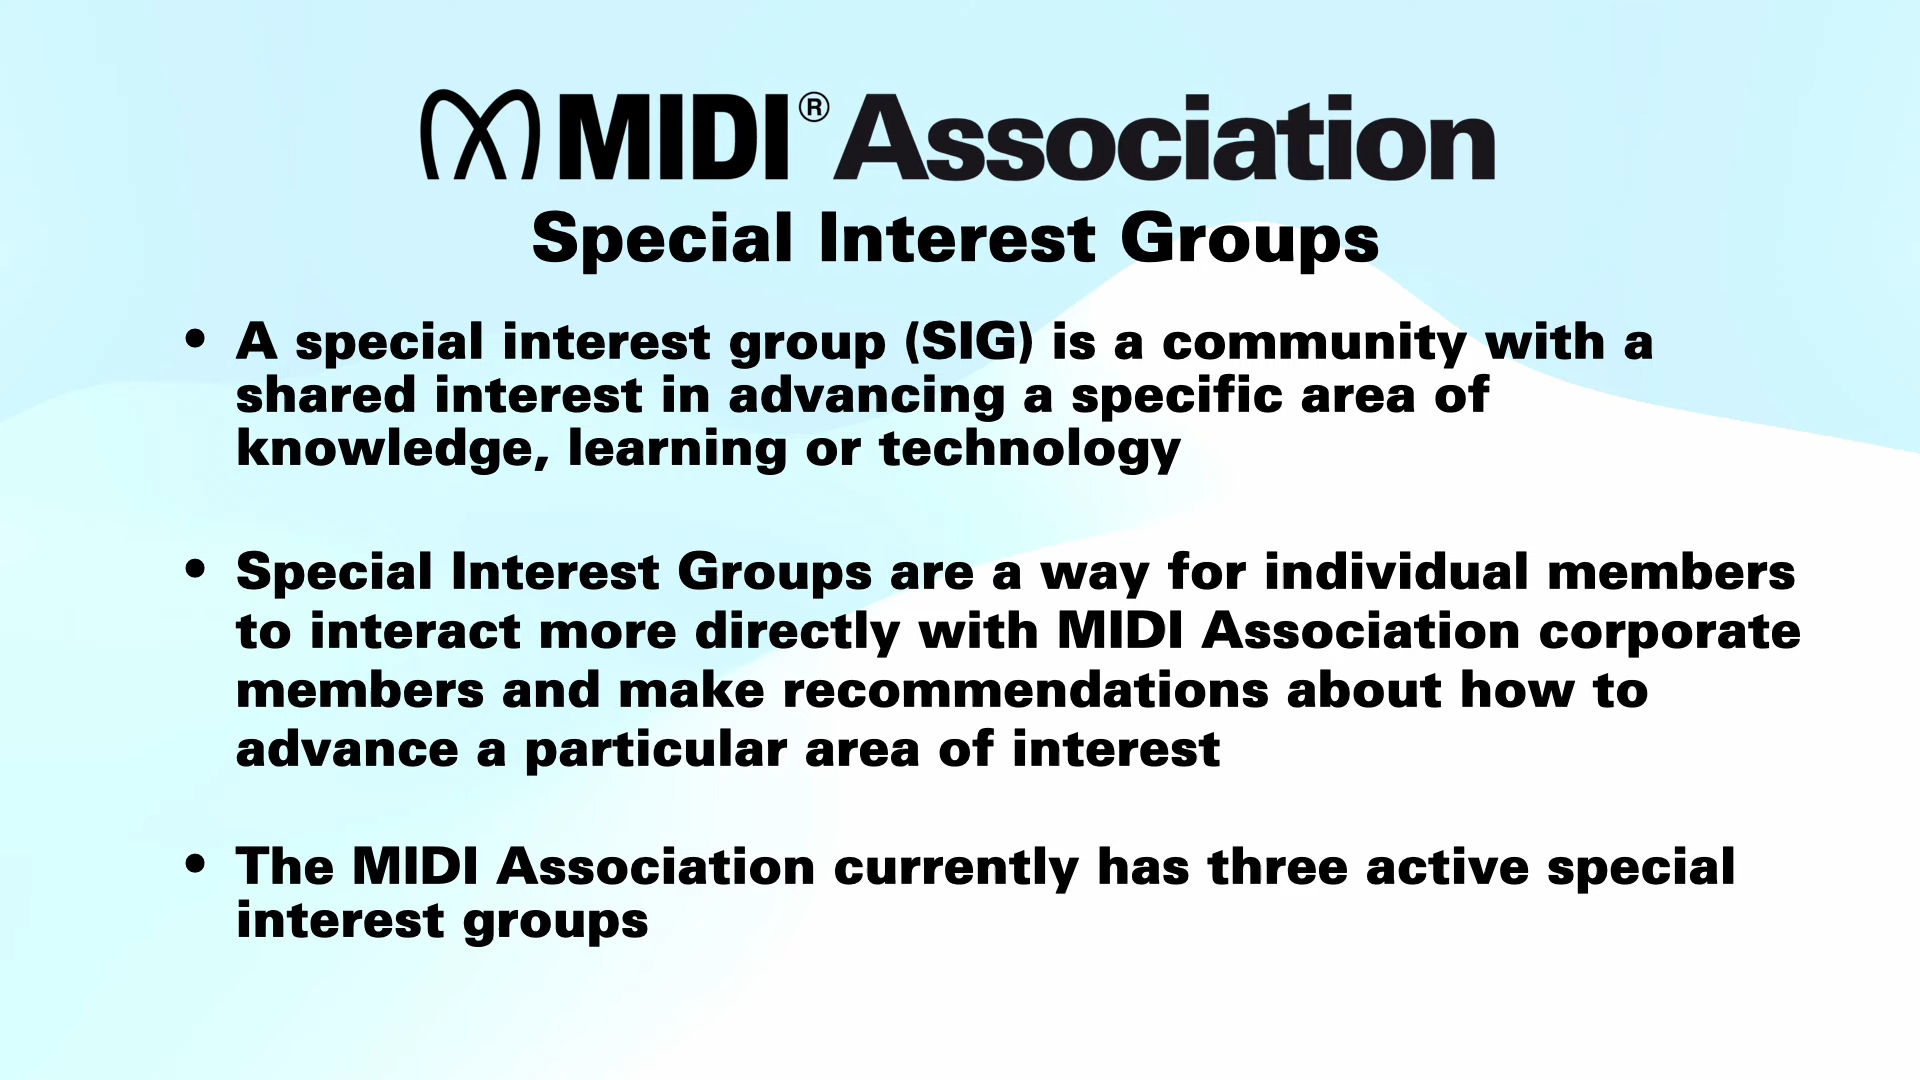 MIDI® Association
Special Interest Groups
• A special interest group (SIG) is a community with a
shared interest in advancing a specific area of
knowledge, learning or technology
• Special Interest Groups are a way for individual members
to interact more directly with MIDI Association corporate
members and make recommendations about how to
advance a particular area of interest
• The MIDI Association currently has three active special
interest groups